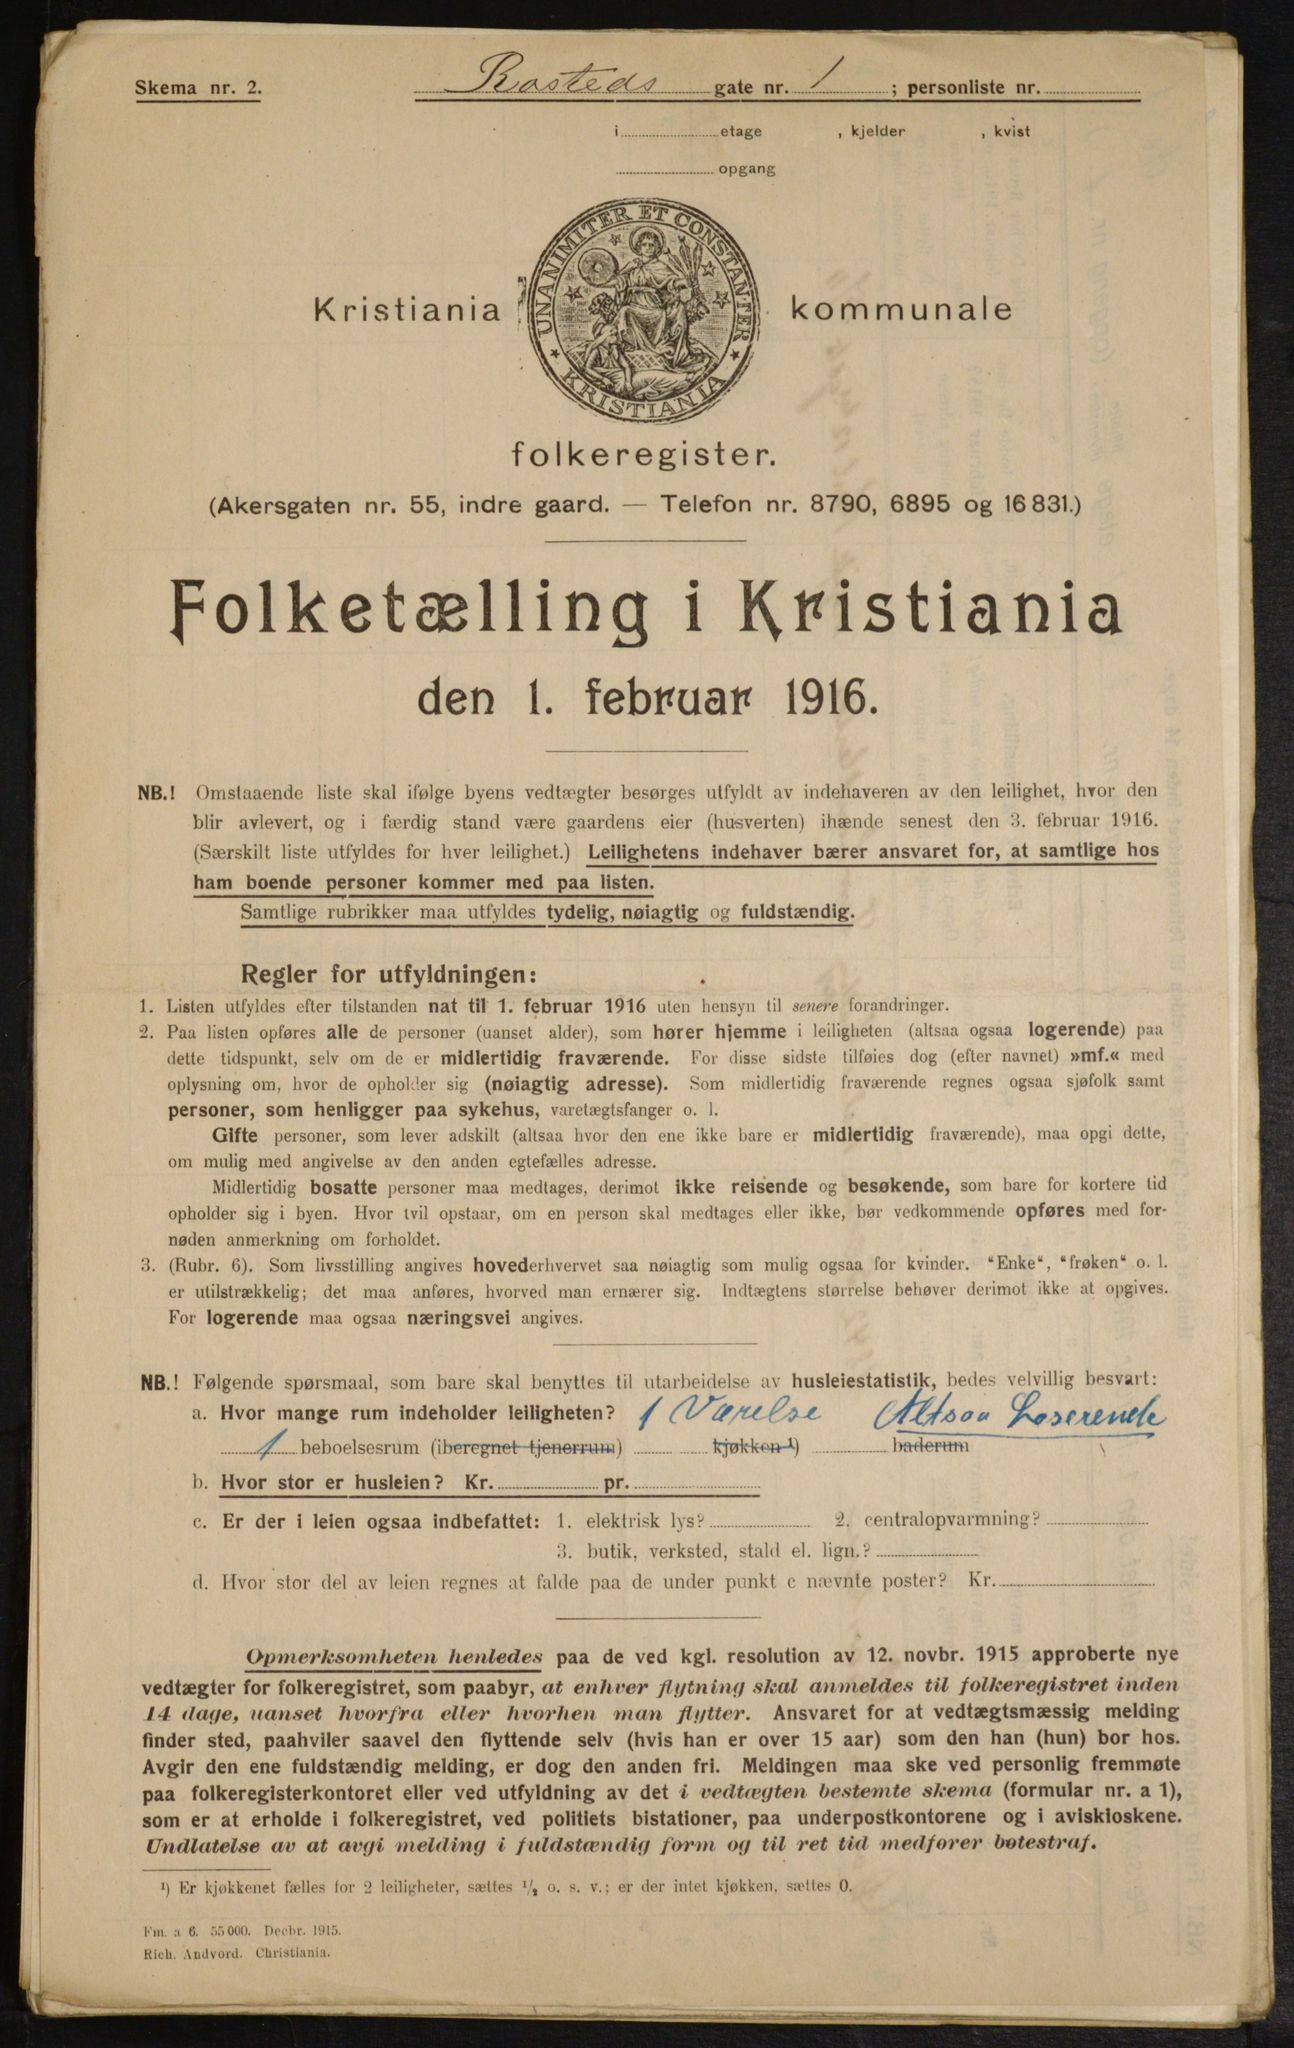 Skema nr. 2.
Rosteds gate nr. 1 ; personliste nr.
i etage , kjelder , kvist
opgang
UNANIMITER ET CONSTANTER
KRISTIANIA
Kristiania kommunale
folkeregister.
(Akersgaten nr. 55, indre gaard. — Telefon nr. 8790, 6895 og 16831.)
Folketælling i Kristiania
den 1. februar 1916.
NB.! Omstaaende liste skal ifølge byens vedtægter besørges utfyldt av indehaveren av den leilighet, hvor den
blir avlevert, og i færdig stand være gaardens eier (husverten) ihænde senest den 3. februar 1916.
(Særskilt liste utfyldes for hver leilighet.) Leilighetens indehaver bærer ansvaret for, at samtlige hos
ham boende personer kommer med paa listen.
Samtlige rubrikker maa utfyldes tydelig, nøiagtig og fuldstændig.
Regler for utfyldningen:
1. Listen utfyldes efter tilstanden nat til 1. februar 1916 uten hensyn til senere forandringer.
2. Paa listen opføres alle de personer (uanset alder), som hører hjemme i leiligheten (altsaa ogsaa logerende) paa
dette tidspunkt, selv om de er midlertidig fraværende. For disse sidste tilføies dog (efter navnet) »mf.« med
oplysning om, hvor de opholder sig (nøiagtig adresse). Som midlertidig fraværende regnes ogsaa sjøfolk samt
personer, som henligger paa sykehus, varetægtsfanger o. l.
Gifte personer, som lever adskilt (altsaa hvor den ene ikke bare er midlertidig fraværende), maa opgi dette,
om mulig med angivelse av den anden egtefælles adresse.
Midlertidig bosatte personer maa medtages, derimot ikke reisende og besøkende, som bare for kortere tid
opholder sig i byen. Hvor tvil opstaar, om en person skal medtages eller ikke, bør vedkommende opføres med for-
nøden anmerkning om forholdet.
3. (Rubr. 6). Som livsstilling angives hovederhvervet saa nøiagtig som mulig ogsaa for kvinder. "Enke", "frøken" o. l.
er utilstrækkelig; det maa anføres, hvorved man ernærer sig. Indtægtens størrelse behøver derimot ikke at opgives.
For logerende maa ogsaa næringsvei angives.
NB.! Følgende spørsmaal, som bare skal benyttes til utarbeidelse av husleiestatistik, bedes velvillig besvart:
a. Hvor mange rum indeholder leiligheten? 1 Værelse Altsaa Loserende
1 beboelsesrum (iberegnet tjenerrum) kjøkken ¹) baderum
b. Hvor stor er husleien? Kr. pr.
c. Er der i leien ogsaa indbefattet: 1. elektrisk lys? 2. centralopvarmning?
3. butik, verksted, stald el. lign.?
d. Hvor stor del av leien regnes at falde paa de under punkt c nævnte poster? Kr.
Opmerksomheten henledes paa de ved kgl. resolution av 12. novbr. 1915 approberte nye
vedtægter for folkeregistret, som paabyr, at enhver flytning skal anmeldes til folkeregistret inden
14 dage, uanset hvorfra eller hvorhen man flytter. Ansvaret for at vedtægtsmæssig melding
finder sted, paahviler saavel den flyttende selv (hvis han er over 15 aar) som den han (hun) bor hos.
Avgir den ene fuldstændig melding, er dog den anden fri. Meldingen maa ske ved personlig fremmøte
paa folkeregisterkontoret eller ved utfyldning av det i vedtægten bestemte skema (formular nr. a 1),
som er at erholde i folkeregistret, ved politiets bistationer, paa underpostkontorene og i aviskioskene.
Undlatelse av at avgi melding i fuldstændig form og til ret tid medfører bøtestraf.
¹) Er kjøkkenet fælles for 2 leiligheter, sættes ¹/₂ o. s. v.; er der intet kjøkken, sættes 0.
Fm. a 6. 55000. Decbr. 1915.
Rich. Andvord. Christiania.